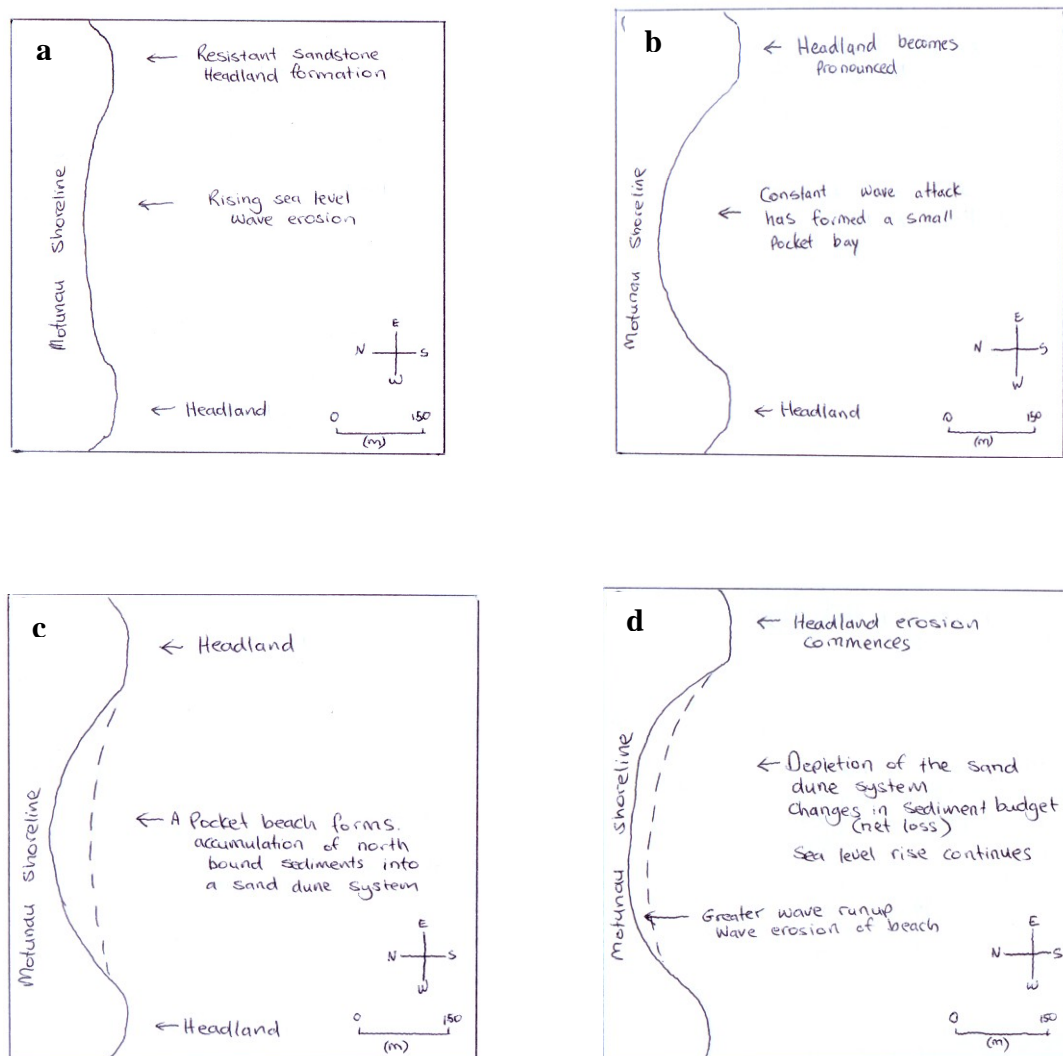 a
← Resistant Sandstone
Headland formation
← Rising sea level
wave erosion
Motunau Shoreline
E
N S
W
← Headland
0 150
(m)
b
← Headland becomes
Pronounced
← Constant wave attack
has formed a small
Pocket bay
Motunau Shoreline
E
N S
W
← Headland
0 150
(m)
c
← Headland
← A Pocket beach forms.
accumulation of north
bound sediments into
a sand dune system
Motunau Shoreline
E
N S
W
← Headland
0 150
(m)
d
← Headland erosion
commences
← Depletion of the sand
dune system
changes in sediment budget
(net loss)
Sea level rise continues
← Greater wave runup
wave erosion of beach
Motunau shoreline
E
N S
W
0 150
(m)